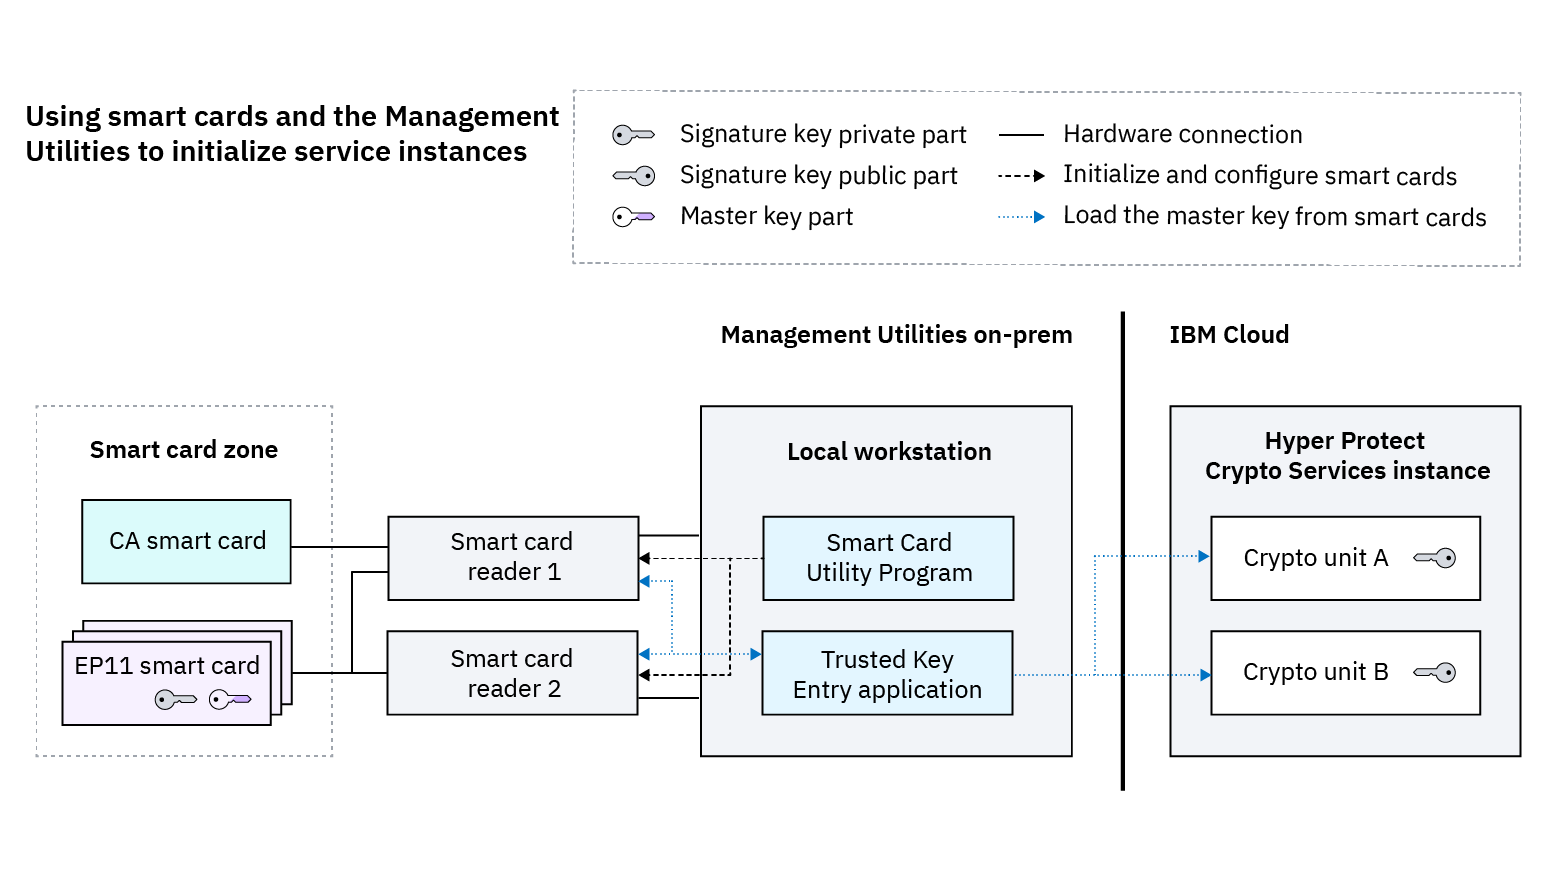 Using smart cards and the Management
Utilities to initialize service instances
Signature key private part
Signature key public part
Master key part
Hardware connection
Initialize and configure smart cards
Load the master key from smart cards
Management Utilities on-prem
IBM Cloud
Smart card zone
CA smart card
EP11 smart card
Smart card
reader 1
Smart card
reader 2
Local workstation
Smart Card
Utility Program
Trusted Key
Entry application
Hyper Protect
Crypto Services instance
Crypto unit A
Crypto unit B